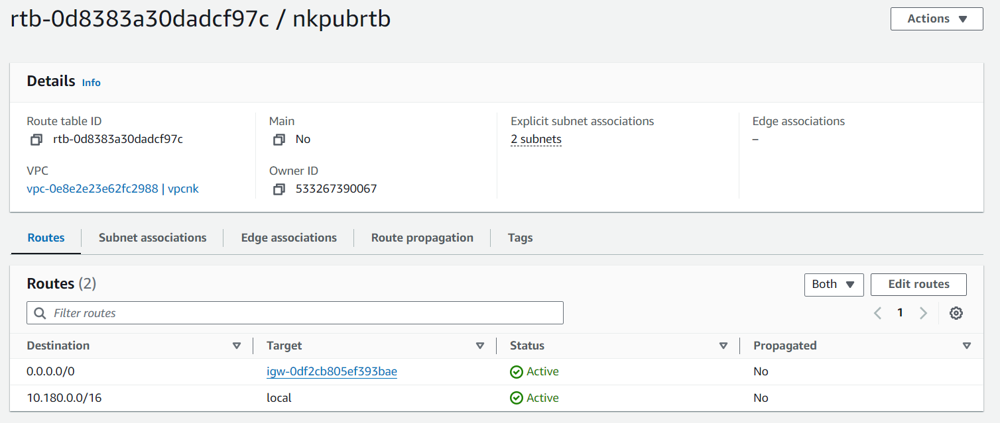 rtb-0d8383a30dadcf97c / nkpubrtb
Actions
Details Info
Route table ID
rtb-0d8383a30dadcf97c
Main
No
Explicit subnet associations
2 subnets
Edge associations
–
VPC
vpc-0e8e2e23e62fc2988 | vpcnk
Owner ID
533267390067
Routes
Subnet associations
Edge associations
Route propagation
Tags
Routes (2)
Both
Edit routes
Filter routes
1
Destination Target Status Propagated
0.0.0.0/0 igw-0df2cb805ef393bae Active No
10.180.0.0/16 local Active No